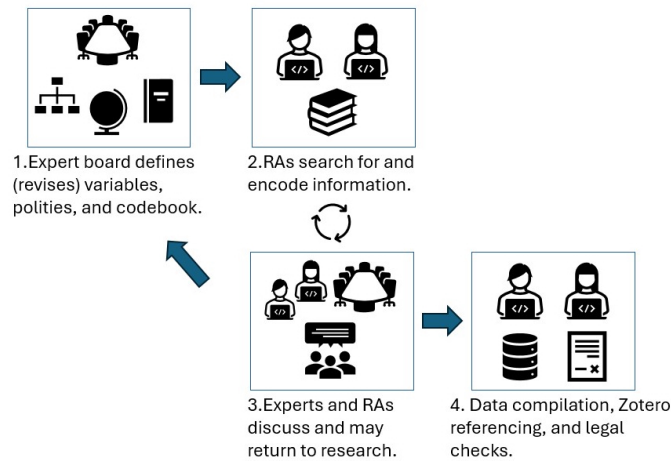 1.Expert board defines
(revises) variables,
polities, and codebook.
2.RAs search for and
encode information.
3.Experts and RAs
discuss and may
return to research.
4. Data compilation, Zotero
referencing, and legal
checks.